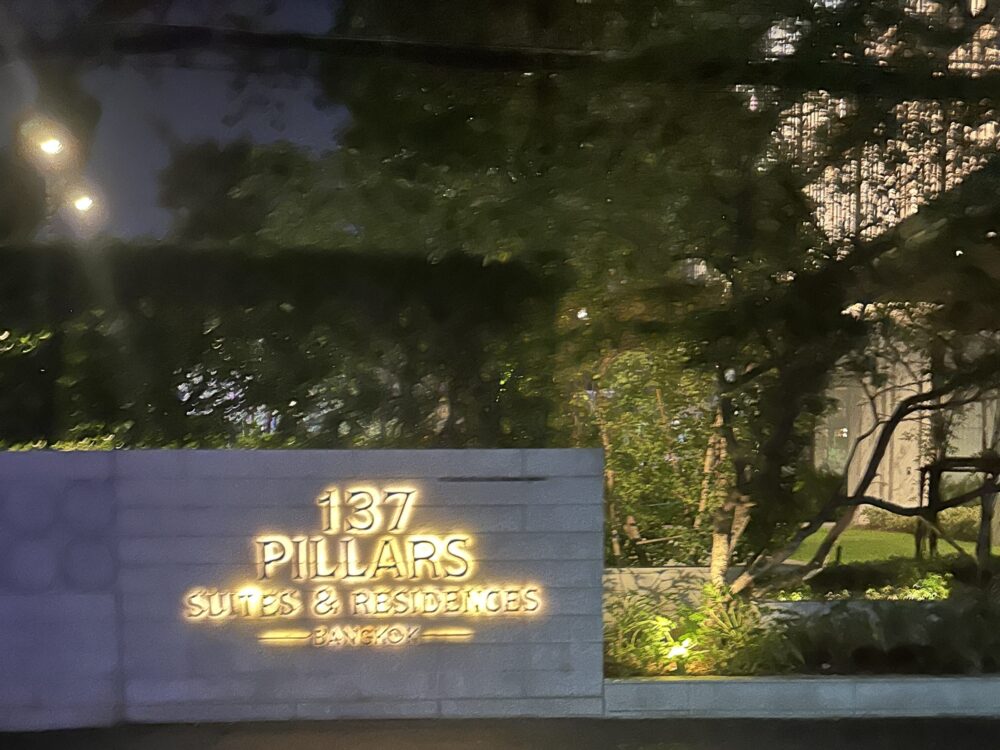 137
PILLARS
SUITES & RESIDENCES
BANGKOK